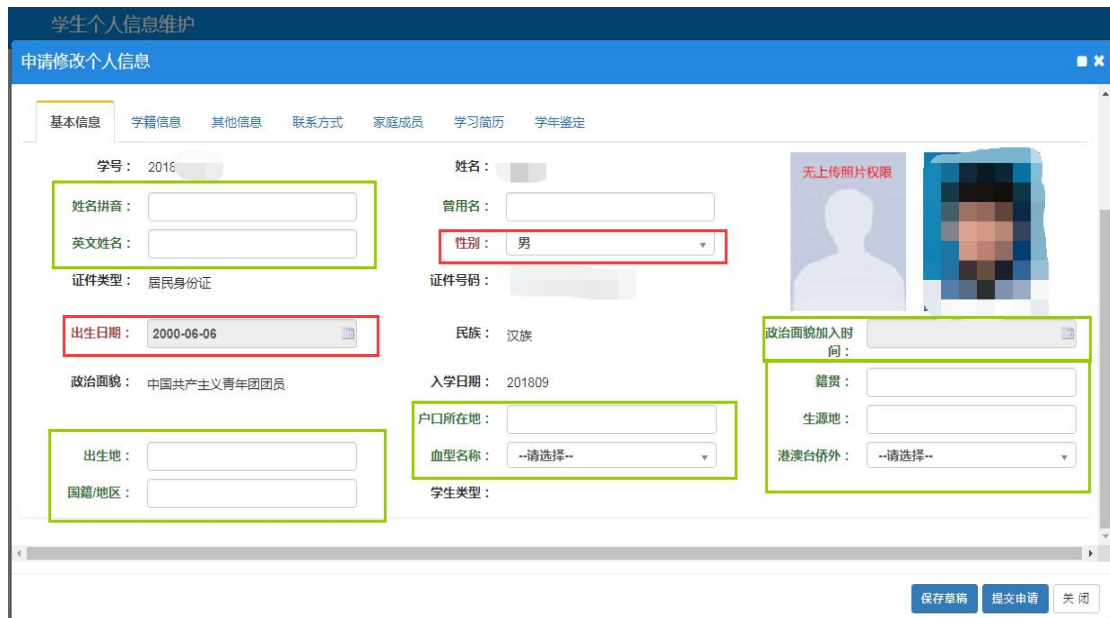 学生个人信息维护
申请修改个人信息
基本信息 学籍信息 其他信息 联系方式 家庭成员 学习简历 学年鉴定
学号： 2018 姓名： 无上传照片权限
姓名拼音： 曾用名：
英文姓名： 性别： 男
证件类型： 居民身份证 证件号码：
出生日期： 2000-06-06 民族： 汉族 政治面貌加入时
间：
政治面貌： 中国共产主义青年团团员 入学日期： 201809 籍贯：
户口所在地： 生源地：
出生地： 血型名称： --请选择-- 港澳台侨外： --请选择--
国籍/地区： 学生类型：
保存草稿 提交申请 关 闭